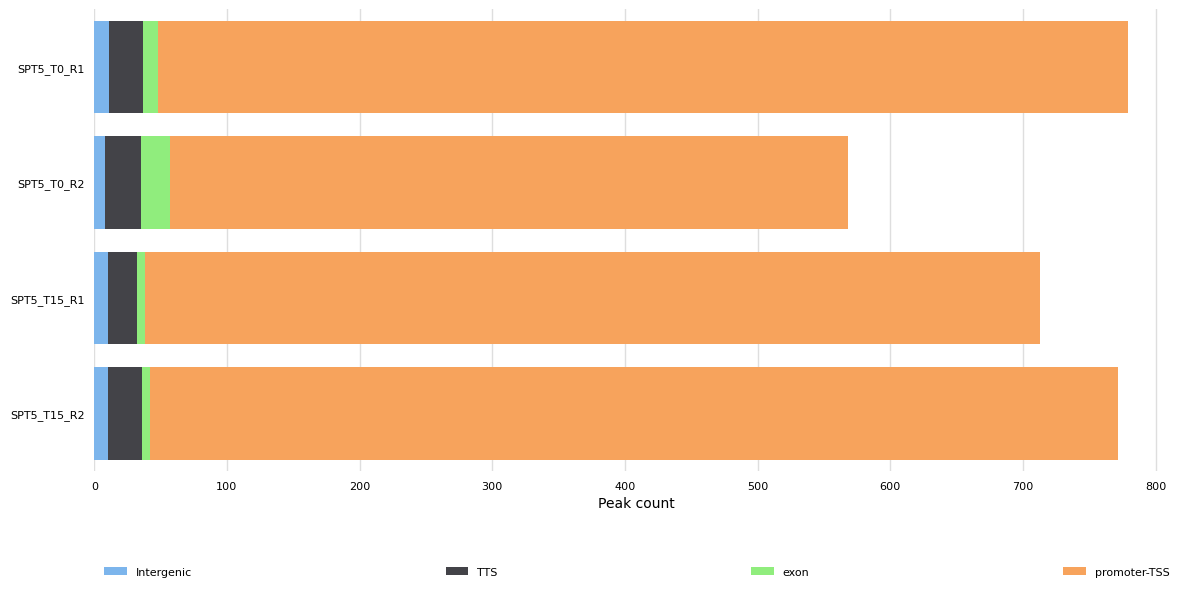 SPT5_T0_R1
SPT5_T0_R2
SPT5_T15_R1
SPT5_T15_R2
0 100 200 300 400 500 600 700 800
Peak count
Intergenic TTS exon promoter-TSS